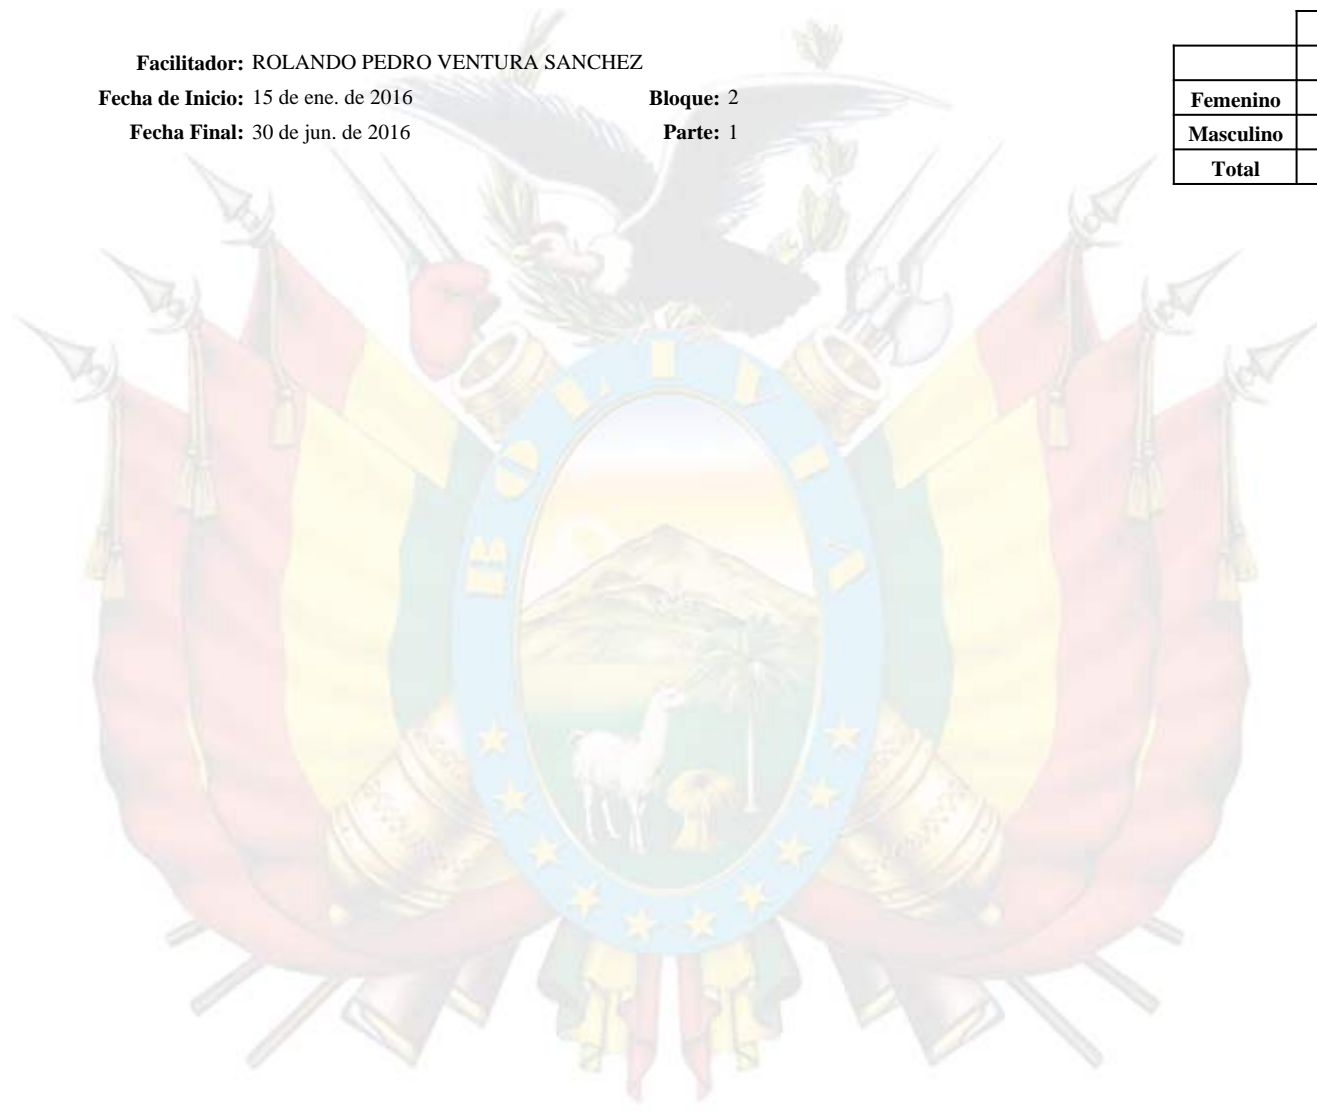 Facilitador: ROLANDO PEDRO VENTURA SANCHEZ
Fecha de Inicio: 15 de ene. de 2016 Bloque: 2
Fecha Final: 30 de jun. de 2016 Parte: 1
Femenino
Masculino
Total
BOLIVIA